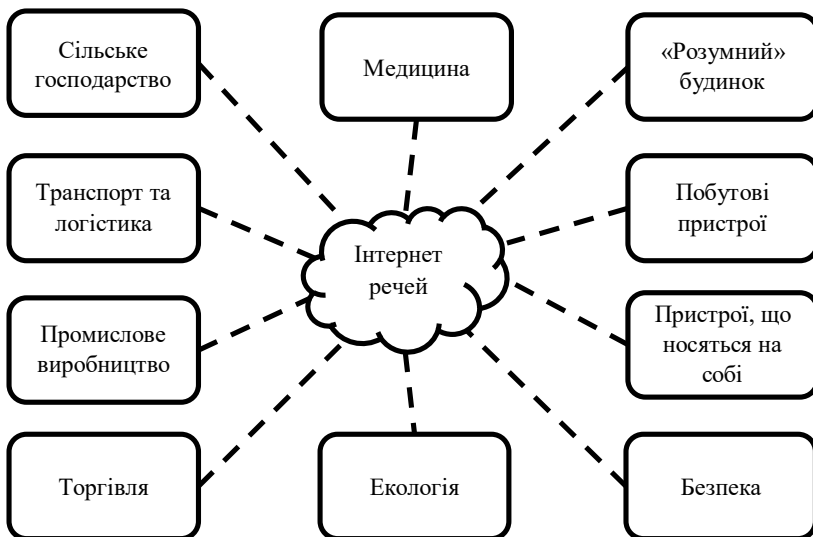 Сільське
господарство
Медицина
«Розумний»
будинок
Транспорт та
логістика
Інтернет
речей
Побутові
пристрої
Промислове
виробництво
Пристрої, що
носяться на
собі
Торгівля
Екологія
Безпека